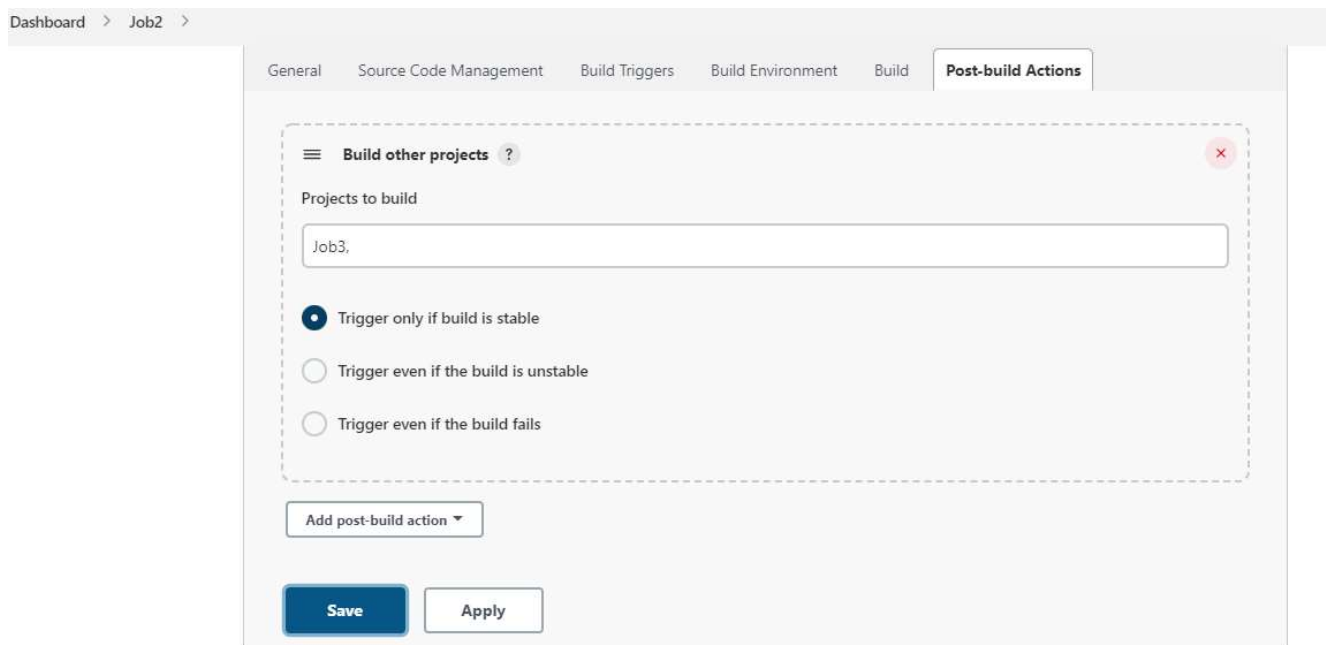 Dashboard > Job2 >
General Source Code Management Build Triggers Build Environment Build Post-build Actions
Build other projects ?
Projects to build
Job3,
Trigger only if build is stable
Trigger even if the build is unstable
Trigger even if the build fails
Add post-build action
Save Apply